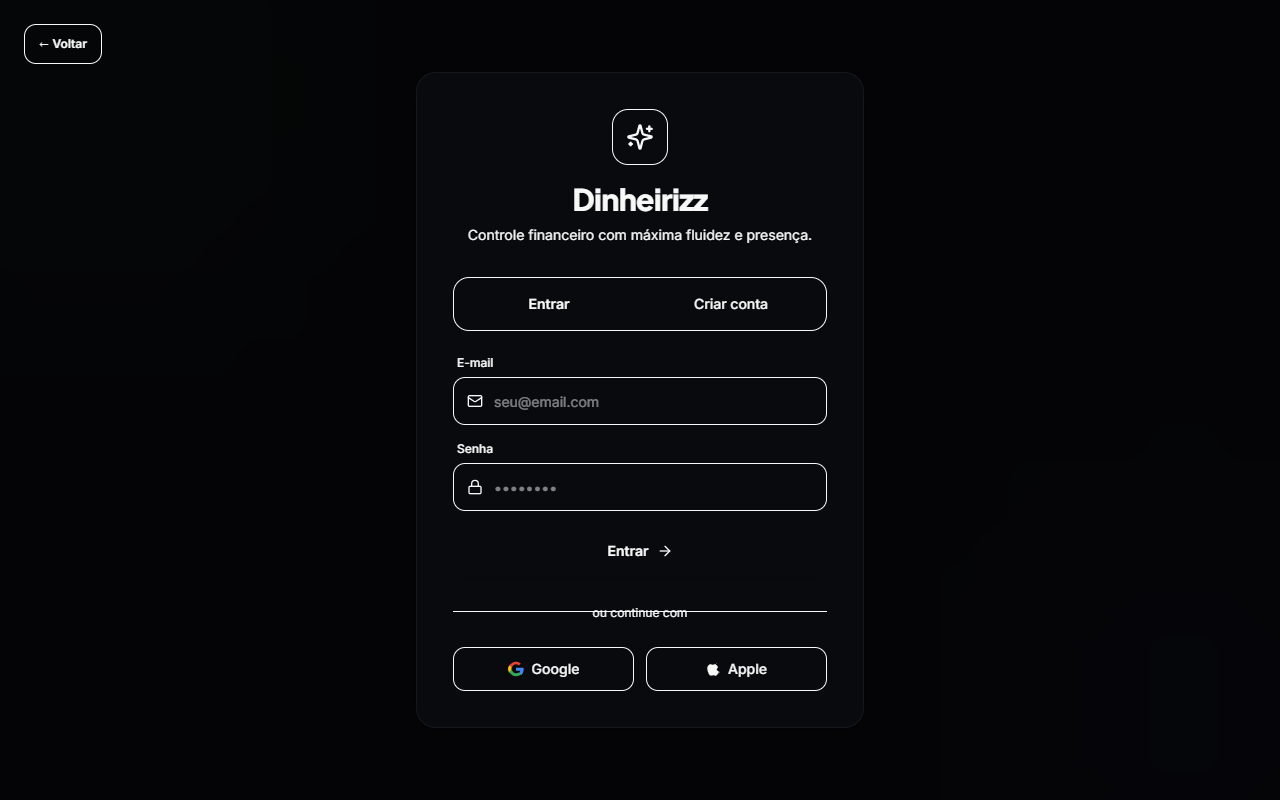 ← Voltar
Dinheirizz
Controle financeiro com máxima fluidez e presença.
Entrar Criar conta
E-mail
seu@email.com
Senha
••••••••
Entrar →
ou continue com
Google Apple